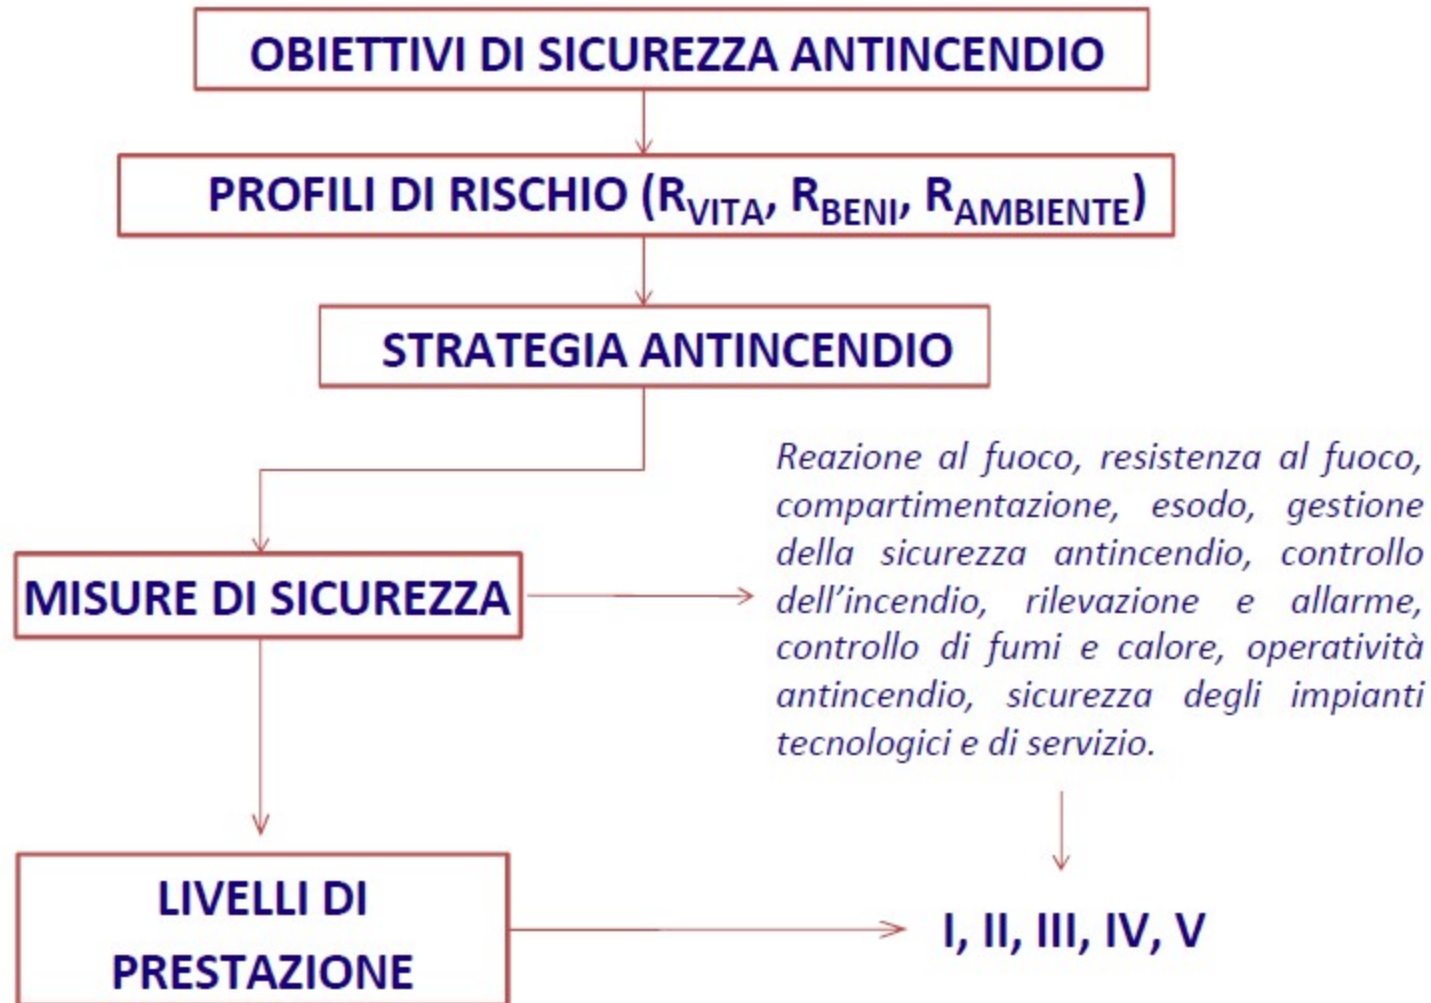 OBIETTIVI DI SICUREZZA ANTINCENDIO
PROFILI DI RISCHIO (RVITA, RBENI, RAMBIENTE)
STRATEGIA ANTINCENDIO
Reazione al fuoco, resistenza al fuoco,
compartimentazione, esodo, gestione
della sicurezza antincendio, controllo
dell'incendio, rilevazione e allarme,
controllo di fumi e calore, operatività
antincendio, sicurezza degli impianti
tecnologici e di servizio.
MISURE DI SICUREZZA
LIVELLI DI
PRESTAZIONE
I, II, III, IV, V